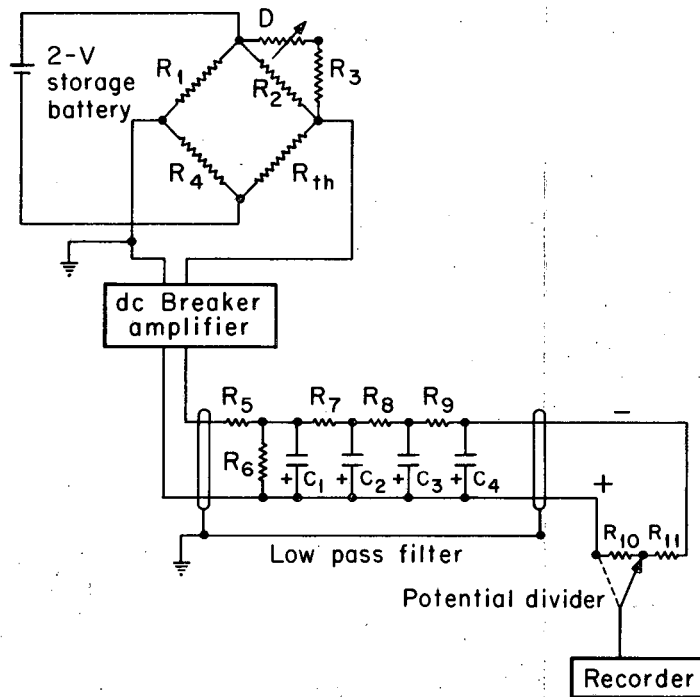 D
2-V
storage
battery
R1
R2
R3
R4
Rth
dc Breaker
amplifier
R5
R7
R8
R9
−
R6
+ C1
+ C2
+ C3
+ C4
+
R10
R11
Low pass filter
Potential divider
Recorder